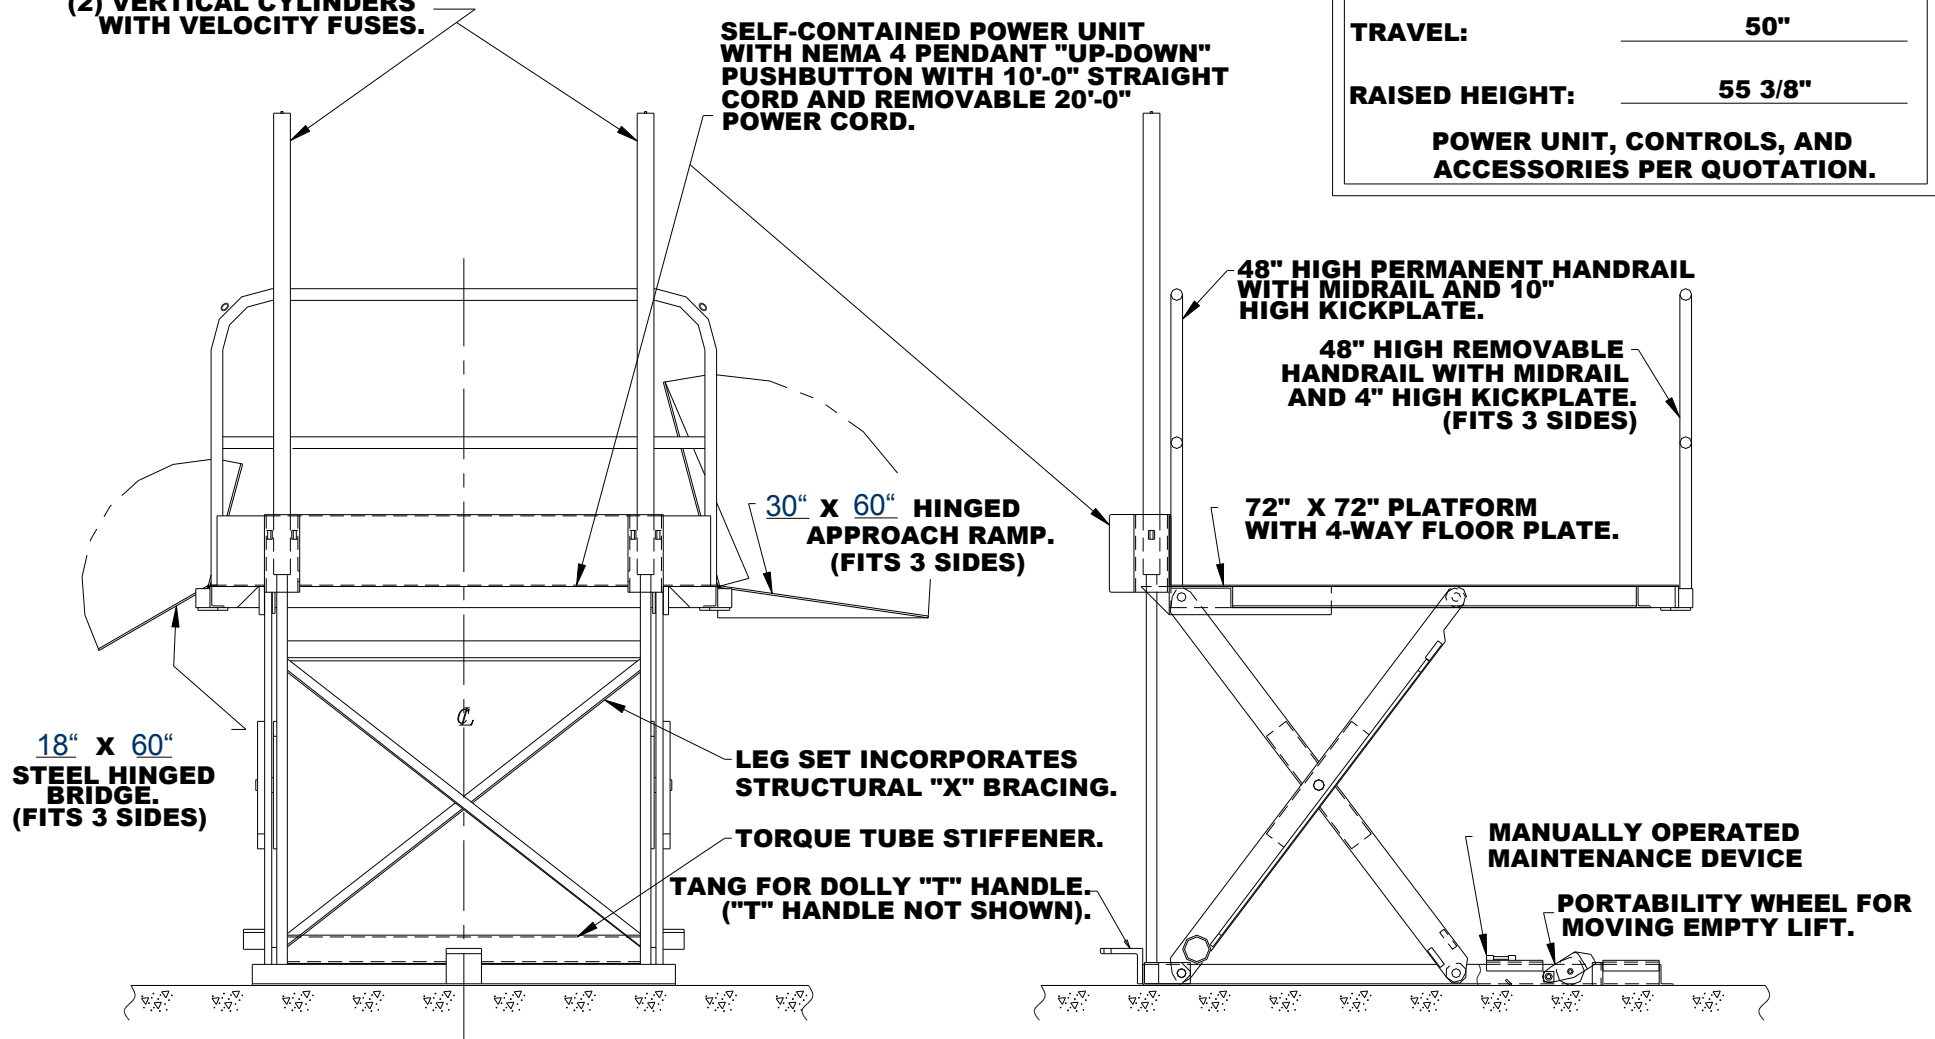 (2) VERTICAL CYLINDERS
WITH VELOCITY FUSES.
SELF-CONTAINED POWER UNIT
WITH NEMA 4 PENDANT "UP-DOWN"
PUSHBUTTON WITH 10'-0" STRAIGHT
CORD AND REMOVABLE 20'-0"
POWER CORD.
TRAVEL: 50"
RAISED HEIGHT: 55 3/8"
POWER UNIT, CONTROLS, AND
ACCESSORIES PER QUOTATION.
48" HIGH PERMANENT HANDRAIL
WITH MIDRAIL AND 10"
HIGH KICKPLATE.
48" HIGH REMOVABLE
HANDRAIL WITH MIDRAIL
AND 4" HIGH KICKPLATE.
(FITS 3 SIDES)
30“ X 60“ HINGED
APPROACH RAMP.
(FITS 3 SIDES)
72" X 72" PLATFORM
WITH 4-WAY FLOOR PLATE.
℄
18“ X 60“
STEEL HINGED
BRIDGE.
(FITS 3 SIDES)
LEG SET INCORPORATES
STRUCTURAL "X" BRACING.
TORQUE TUBE STIFFENER.
TANG FOR DOLLY "T" HANDLE.
("T" HANDLE NOT SHOWN).
MANUALLY OPERATED
MAINTENANCE DEVICE
PORTABILITY WHEEL FOR
MOVING EMPTY LIFT.